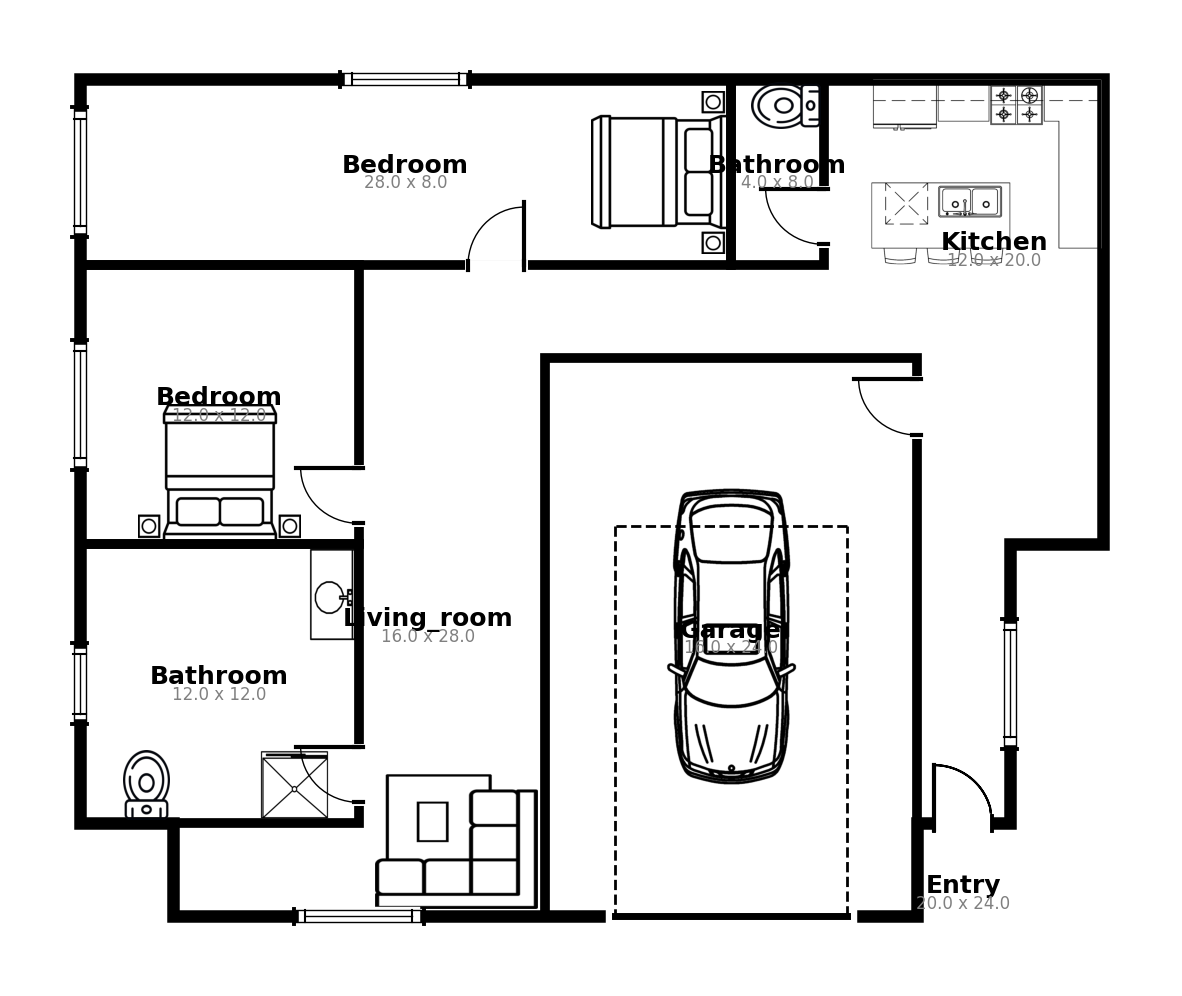 Bedroom
28.0 x 8.0
Bathroom
4.0 x 8.0
Kitchen
12.0 x 20.0
Bedroom
12.0 x 12.0
Living_room
16.0 x 28.0
Garage
16.0 x 24.0
Bathroom
12.0 x 12.0
Entry
20.0 x 24.0